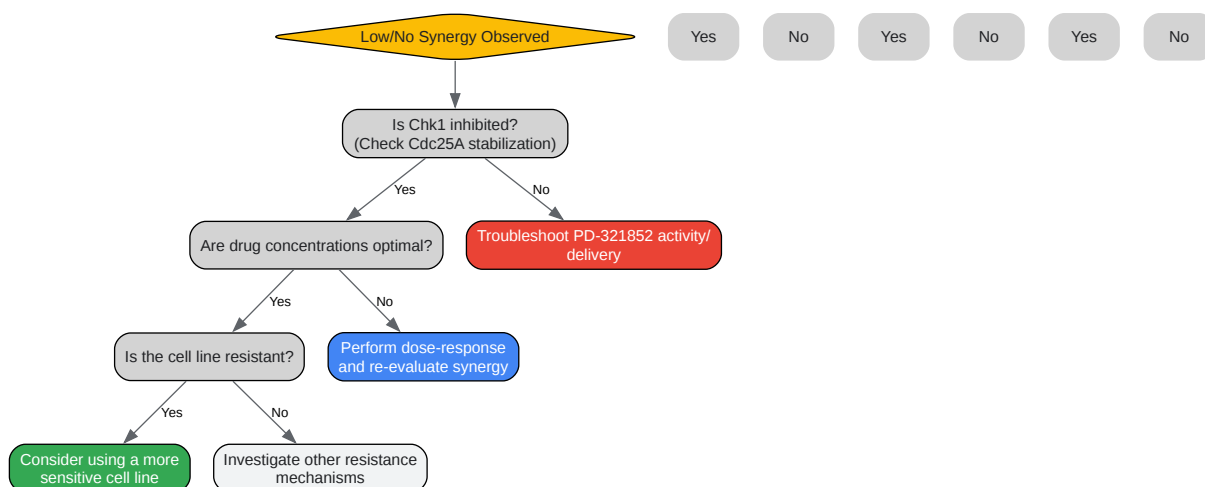 Low/No Synergy Observed
Yes
No
Yes
No
Yes
No
Is Chk1 inhibited?
(Check Cdc25A stabilization)
Yes
No
Are drug concentrations optimal?
Troubleshoot PD-321852 activity/
delivery
Yes
No
Is the cell line resistant?
Perform dose-response
and re-evaluate synergy
Yes
No
Consider using a more
sensitive cell line
Investigate other resistance
mechanisms